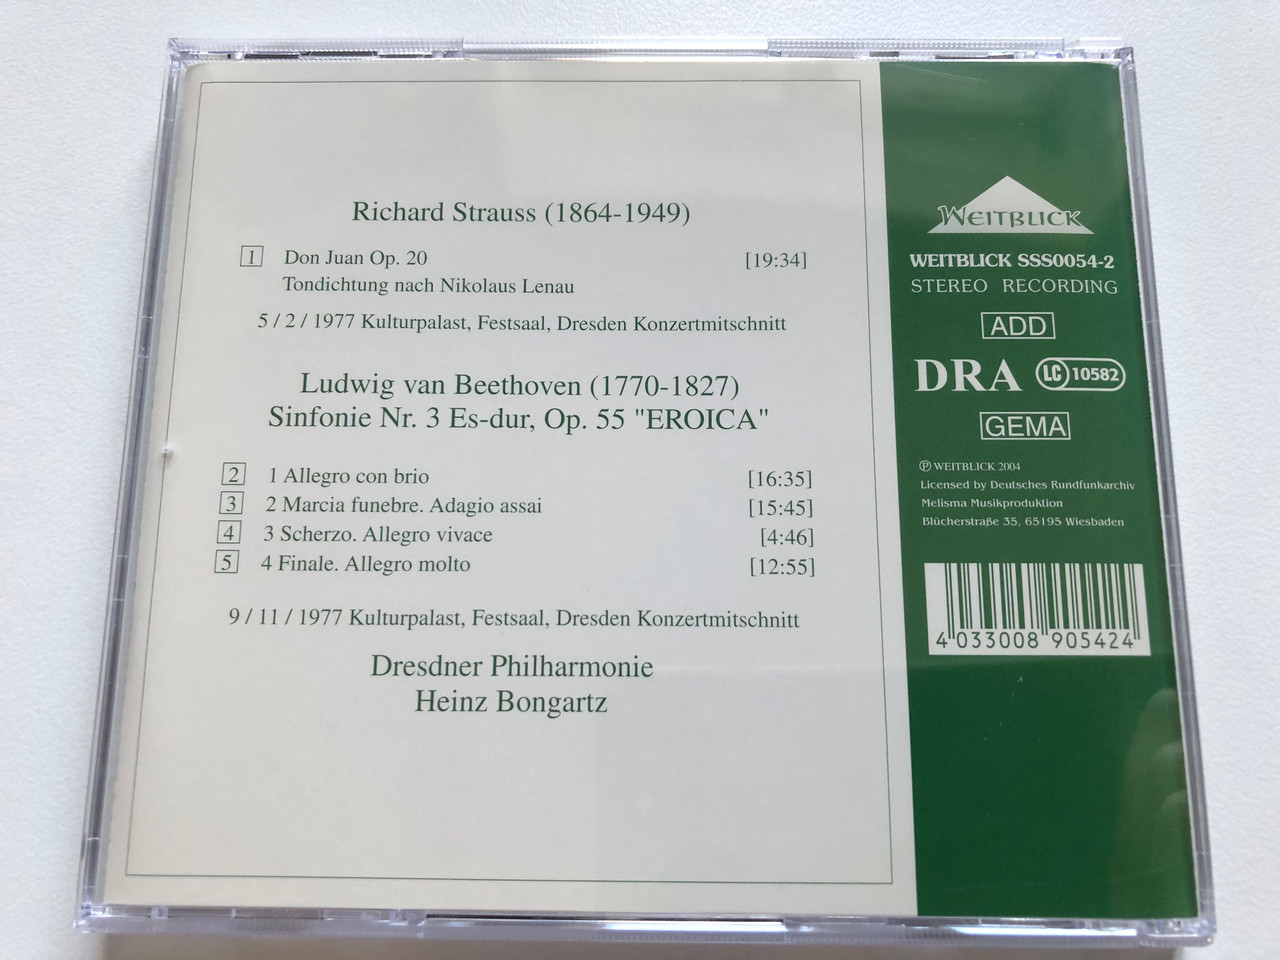 Richard Strauss (1864-1949)
1 Don Juan Op. 20 [19:34]
Tondichtung nach Nikolaus Lenau
5 / 2 / 1977 Kulturpalast, Festsaal, Dresden Konzertmitschnitt
Ludwig van Beethoven (1770-1827)
Sinfonie Nr. 3 Es-dur, Op. 55 "EROICA"
2 1 Allegro con brio [16:35]
3 2 Marcia funebre. Adagio assai [15:45]
4 3 Scherzo. Allegro vivace [4:46]
5 4 Finale. Allegro molto [12:55]
9 / 11 / 1977 Kulturpalast, Festsaal, Dresden Konzertmitschnitt
Dresdner Philharmonie
Heinz Bongartz
WEITBLICK
WEITBLICK SSS0054-2
STEREO RECORDING
ADD
DRA LC 10582
GEMA
℗ WEITBLICK 2004
Licensed by Deutsches Rundfunkarchiv
Melisma Musikproduktion
Blücherstraße 35, 65195 Wiesbaden
4 033008 905424